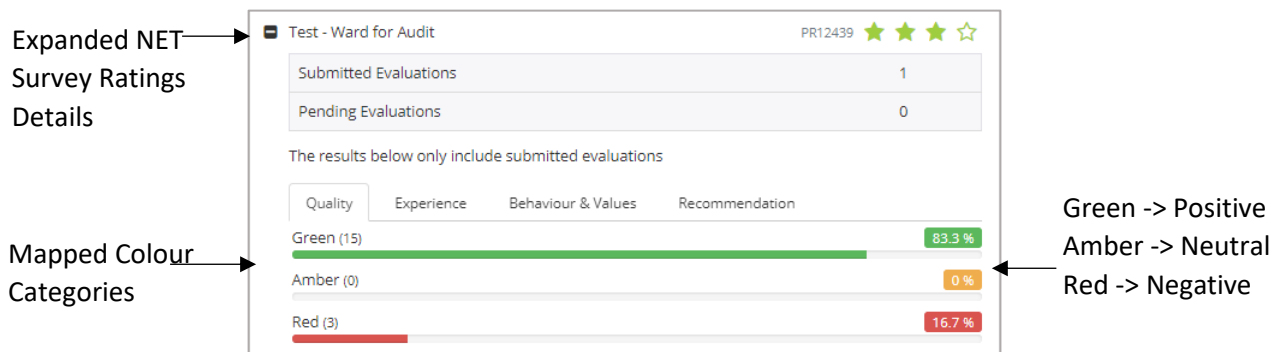 Expanded NET
Survey Ratings
Details
Test - Ward for Audit PR12439
Submitted Evaluations 1
Pending Evaluations 0
The results below only include submitted evaluations
Quality Experience Behaviour & Values Recommendation
Mapped Colour
Categories
Green (15) 83.3 %
Amber (0) 0 %
Red (3) 16.7 %
Green -> Positive
Amber -> Neutral
Red -> Negative